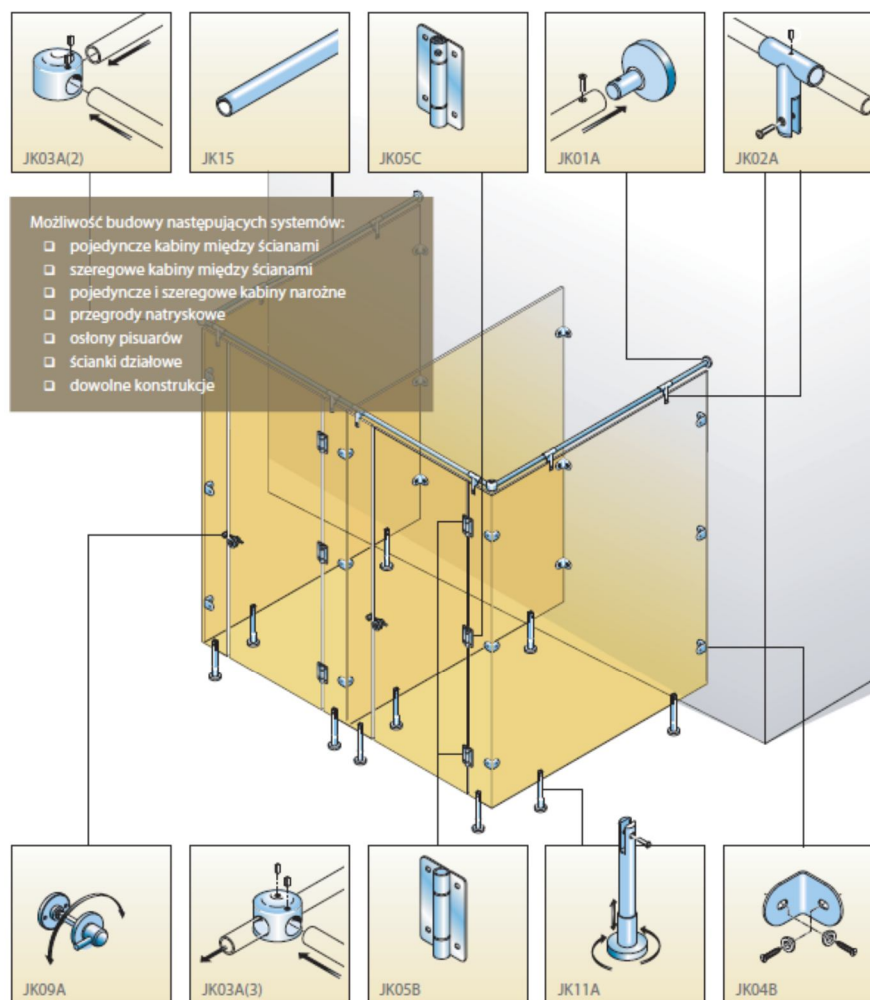 JK03A(2)
JK15
JK05C
JK01A
JK02A
Możliwość budowy następujących systemów:
❑ pojedyncze kabiny między ścianami
❑ szeregowe kabiny między ścianami
❑ pojedyncze i szeregowe kabiny narożne
❑ przegrody natryskowe
❑ osłony pisuarów
❑ ścianki działowe
❑ dowolne konstrukcje
JK09A
JK03A(3)
JK05B
JK11A
JK04B